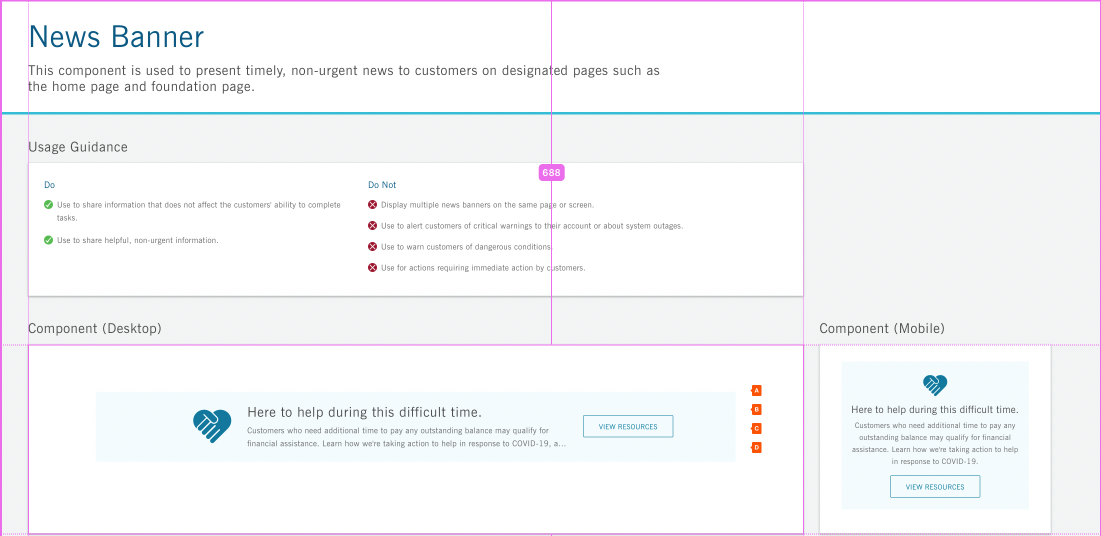 News Banner
This component is used to present timely, non-urgent news to customers on designated pages such as
the home page and foundation page.
Usage Guidance
688
Do
Use to share information that does not affect the customers' ability to complete
tasks.
Use to share helpful, non-urgent information.
Do Not
Display multiple news banners on the same page or screen.
Use to alert customers of critical warnings to their account or about system outages.
Use to warn customers of dangerous conditions.
Use for actions requiring immediate action by customers.
Component (Desktop)
Here to help during this difficult time.
Customers who need additional time to pay any outstanding balance may qualify for
financial assistance. Learn how we're taking action to help in response to COVID-19, a...
VIEW RESOURCES
A
B
C
D
Component (Mobile)
Here to help during this difficult time.
Customers who need additional time to pay any
outstanding balance may qualify for financial
assistance. Learn how we're taking action to help
in response to COVID-19.
VIEW RESOURCES